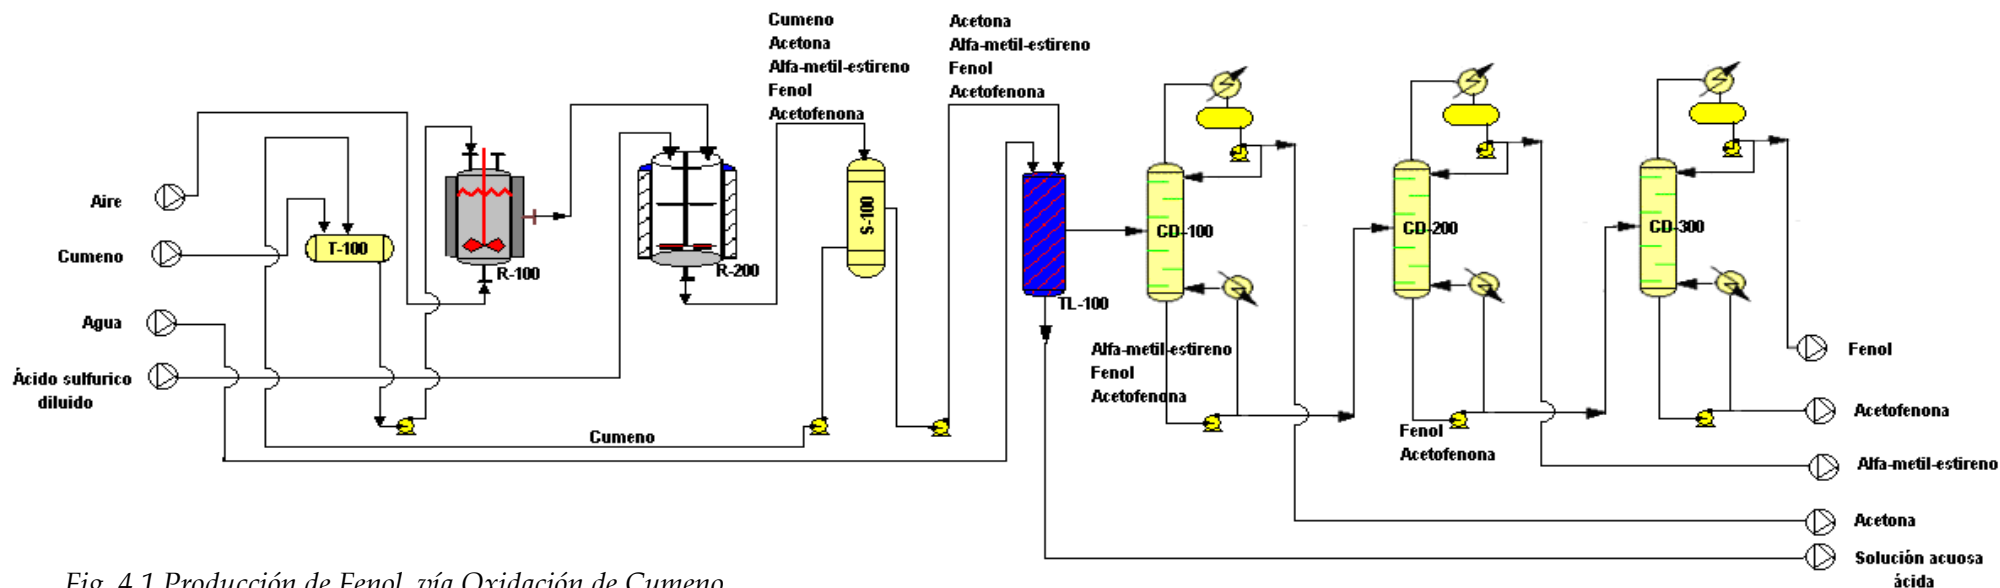 Cumeno
Acetona
Alfa-metil-estireno
Fenol
Acetofenona
Acetona
Alfa-metil-estireno
Fenol
Acetofenona
Aire
Cumeno
Agua
Ácido sulfurico
diluido
T-100
R-100
R-200
S-100
TL-100
CD-100
CD-200
CD-300
Cumeno
Alfa-metil-estireno
Fenol
Acetofenona
Fenol
Acetofenona
Fenol
Acetofenona
Alfa-metil-estireno
Acetona
Solución acuosa
ácida
Fig. 4.1 Producción de Fenol, vía Oxidación de Cumeno